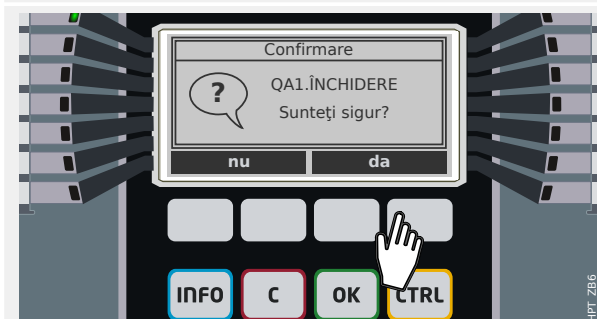 Confirmare
?
QA1.ÎNCHIDERE
Sunteţi sigur?
nu da
INFO C OK CTRL
HPT_ZB6